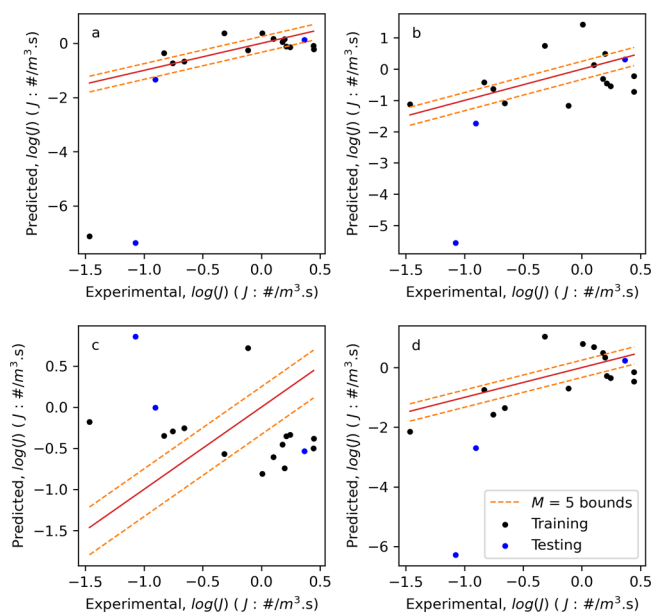 a
0
−2
−4
−6
Predicted, log(J) ( J : #/m³.s)
−1.5 −1.0 −0.5 0.0 0.5
Experimental, log(J) ( J : #/m³.s)
b
1
0
−1
−2
−3
−4
−5
Predicted, log(J) ( J : #/m³.s)
−1.5 −1.0 −0.5 0.0 0.5
Experimental, log(J) ( J : #/m³.s)
c
0.5
0.0
−0.5
−1.0
−1.5
Predicted, log(J) ( J : #/m³.s)
−1.5 −1.0 −0.5 0.0 0.5
Experimental, log(J) ( J : #/m³.s)
d
0
−2
−4
−6
Predicted, log(J) ( J : #/m³.s)
M = 5 bounds
Training
Testing
−1.5 −1.0 −0.5 0.0 0.5
Experimental, log(J) ( J : #/m³.s)